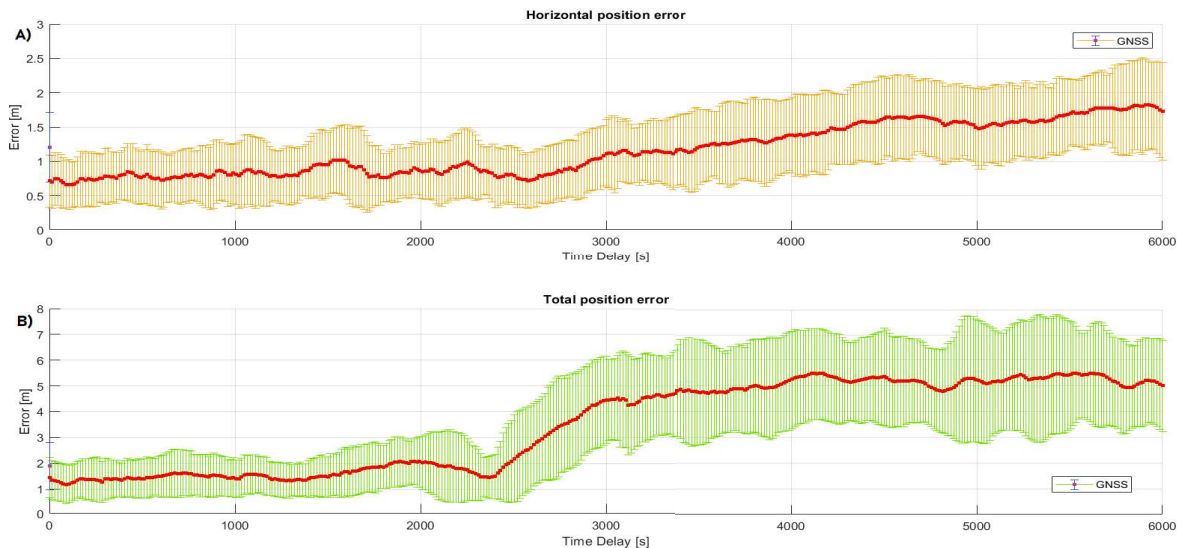 Horizontal position error
A)
3
2.5
2
1.5
1
0.5
0
Error [m]
GNSS
0 1000 2000 3000 4000 5000 6000
Time Delay [s]
Total position error
B)
8
7
6
5
4
3
2
1
0
Error [m]
GNSS
0 1000 2000 3000 4000 5000 6000
Time Delay [s]